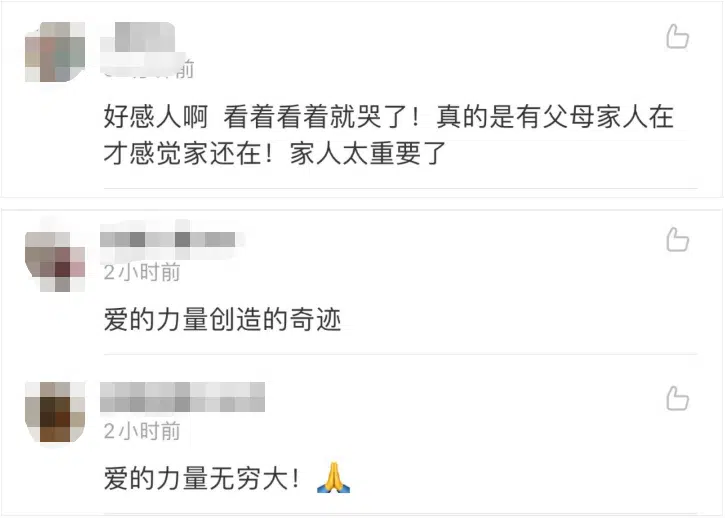 前
好感人啊 看着看着就哭了！真的是有父母家人在
才感觉家还在！家人太重要了
2小时前
爱的力量创造的奇迹
2小时前
爱的力量无穷大！🙏